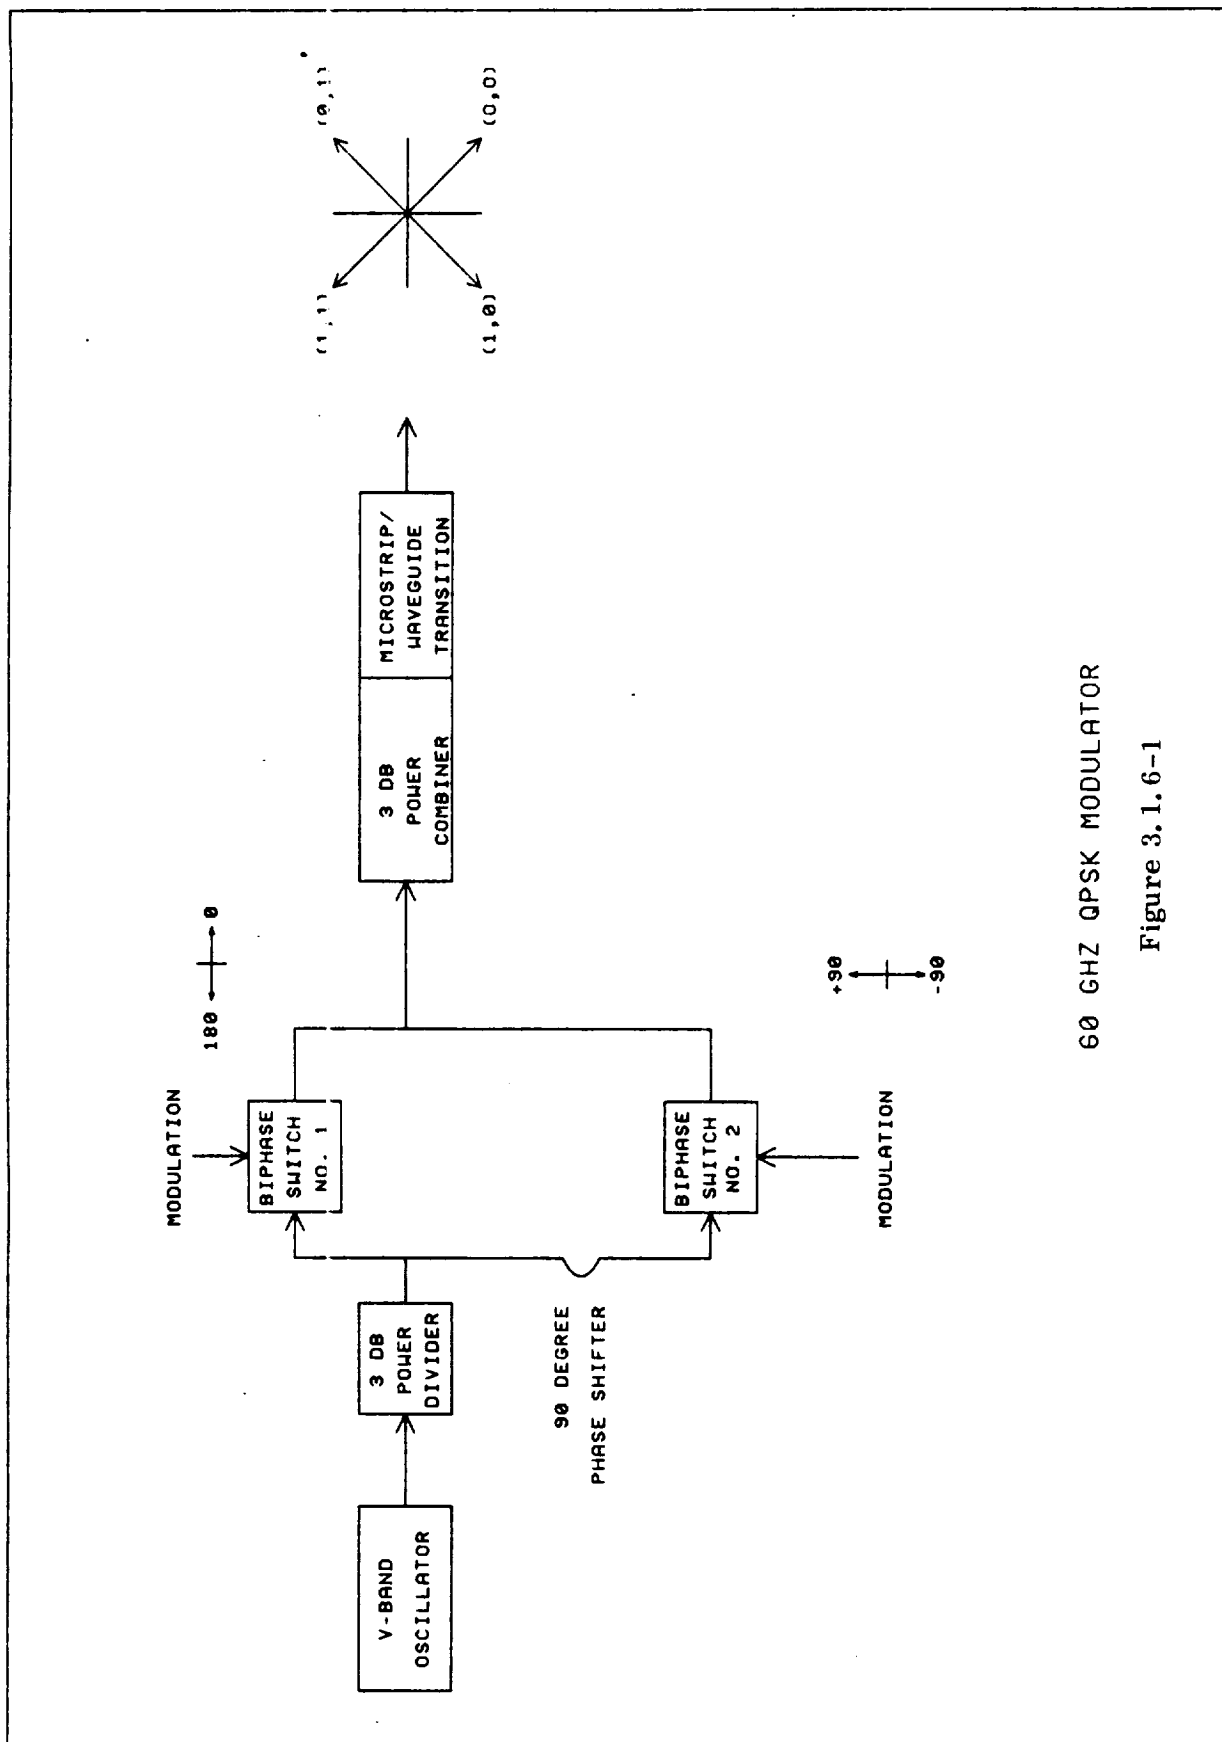 V-BAND
OSCILLATOR
3 DB
POWER
DIVIDER
90 DEGREE
PHASE SHIFTER
MODULATION
BIPHASE
SWITCH
NO. 1
180
0
BIPHASE
SWITCH
NO. 2
MODULATION
+90
-90
3 DB
POWER
COMBINER
MICROSTRIP/
WAVEGUIDE
TRANSITION
(1,1)
(0,1)
(1,0)
(0,0)
60 GHZ QPSK MODULATOR
Figure 3.1.6-1